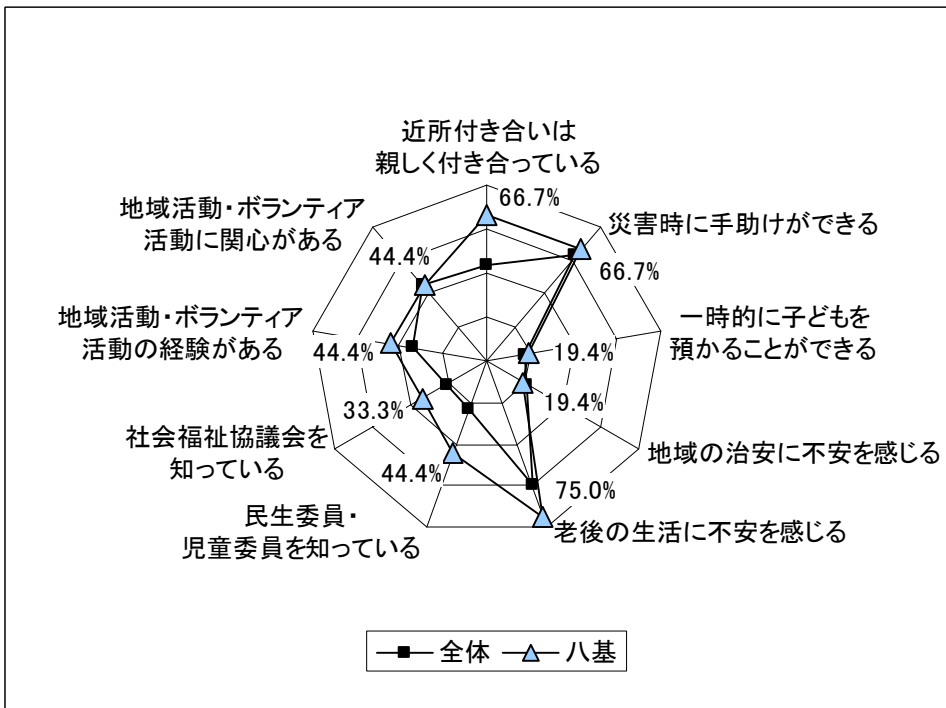 近所付き合いは
親しく付き合っている
66.7%
災害時に手助けができる
66.7%
一時的に子どもを
預かることができる
19.4%
地域の治安に不安を感じる
19.4%
老後の生活に不安を感じる
75.0%
民生委員・
児童委員を知っている
44.4%
社会福祉協議会を
知っている
33.3%
地域活動・ボランティア
活動の経験がある
44.4%
地域活動・ボランティア
活動に関心がある
44.4%
全体
八基